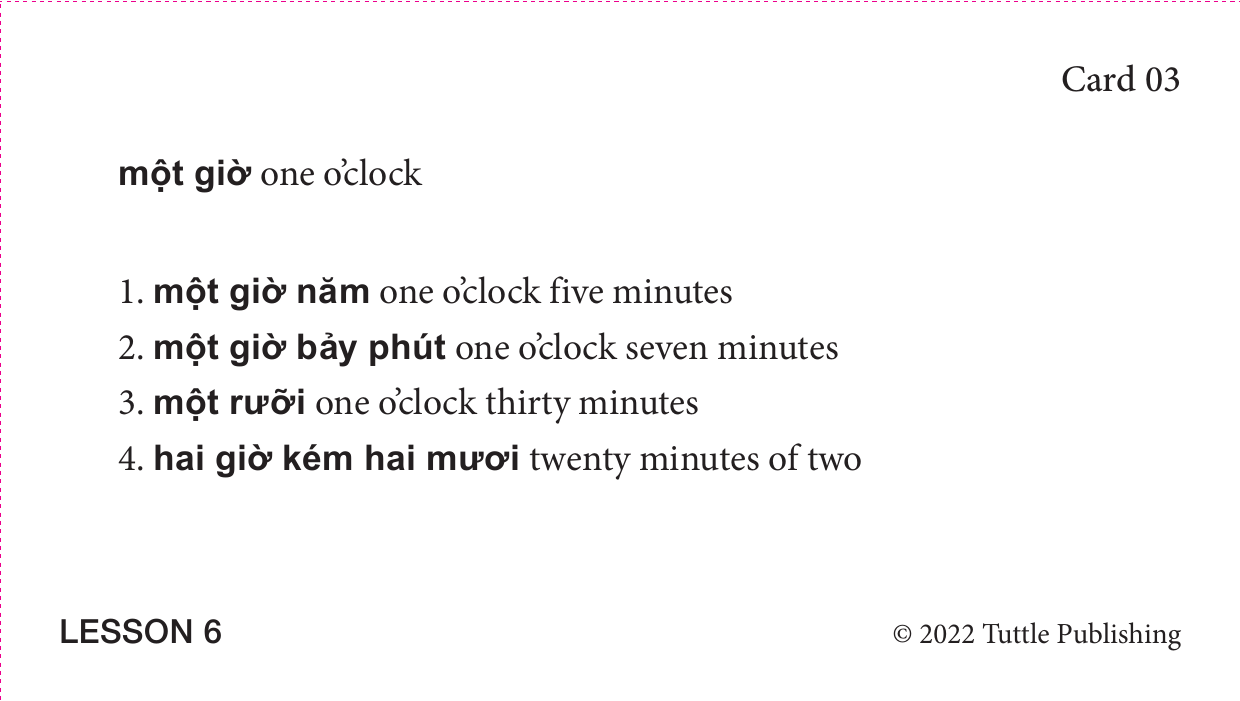 Card 03
một giờ one o’clock
1. một giờ năm one o’clock five minutes
2. một giờ bảy phút one o’clock seven minutes
3. một rưỡi one o’clock thirty minutes
4. hai giờ kém hai mươi twenty minutes of two
LESSON 6
© 2022 Tuttle Publishing